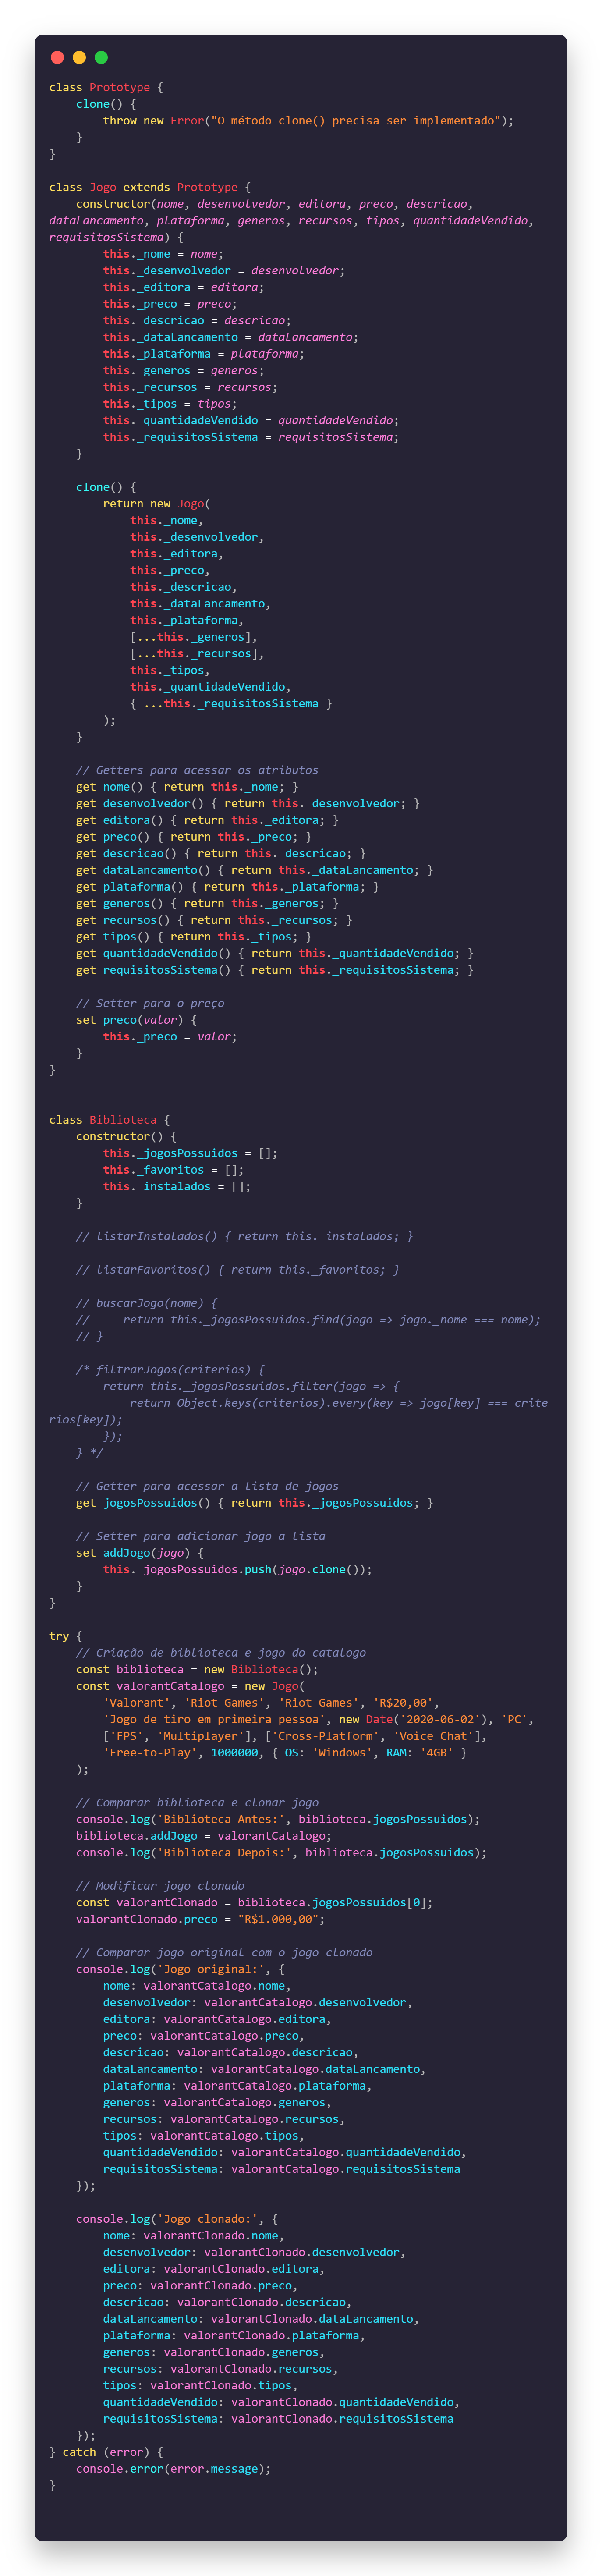 class Prototype {
    clone() {
        throw new Error("O método clone() precisa ser implementado");
    }
}

class Jogo extends Prototype {
    constructor(nome, desenvolvedor, editora, preco, descricao,
dataLancamento, plataforma, generos, recursos, tipos, quantidadeVendido,
requisitosSistema) {
        this._nome = nome;
        this._desenvolvedor = desenvolvedor;
        this._editora = editora;
        this._preco = preco;
        this._descricao = descricao;
        this._dataLancamento = dataLancamento;
        this._plataforma = plataforma;
        this._generos = generos;
        this._recursos = recursos;
        this._tipos = tipos;
        this._quantidadeVendido = quantidadeVendido;
        this._requisitosSistema = requisitosSistema;
    }

    clone() {
        return new Jogo(
            this._nome,
            this._desenvolvedor,
            this._editora,
            this._preco,
            this._descricao,
            this._dataLancamento,
            this._plataforma,
            [...this._generos],
            [...this._recursos],
            this._tipos,
            this._quantidadeVendido,
            { ...this._requisitosSistema }
        );
    }

    // Getters para acessar os atributos
    get nome() { return this._nome; }
    get desenvolvedor() { return this._desenvolvedor; }
    get editora() { return this._editora; }
    get preco() { return this._preco; }
    get descricao() { return this._descricao; }
    get dataLancamento() { return this._dataLancamento; }
    get plataforma() { return this._plataforma; }
    get generos() { return this._generos; }
    get recursos() { return this._recursos; }
    get tipos() { return this._tipos; }
    get quantidadeVendido() { return this._quantidadeVendido; }
    get requisitosSistema() { return this._requisitosSistema; }

    // Setter para o preço
    set preco(valor) {
        this._preco = valor;
    }
}


class Biblioteca {
    constructor() {
        this._jogosPossuidos = [];
        this._favoritos = [];
        this._instalados = [];
    }

    // listarInstalados() { return this._instalados; }

    // listarFavoritos() { return this._favoritos; }

    // buscarJogo(nome) {
    //     return this._jogosPossuidos.find(jogo => jogo._nome === nome);
    // }

    /* filtrarJogos(criterios) {
        return this._jogosPossuidos.filter(jogo => {
            return Object.keys(criterios).every(key => jogo[key] === crite
rios[key]);
        });
    } */

    // Getter para acessar a lista de jogos
    get jogosPossuidos() { return this._jogosPossuidos; }

    // Setter para adicionar jogo a lista
    set addJogo(jogo) {
        this._jogosPossuidos.push(jogo.clone());
    }
}

try {
    // Criação de biblioteca e jogo do catalogo
    const biblioteca = new Biblioteca();
    const valorantCatalogo = new Jogo(
        'Valorant', 'Riot Games', 'Riot Games', 'R$20,00',
        'Jogo de tiro em primeira pessoa', new Date('2020-06-02'), 'PC',
        ['FPS', 'Multiplayer'], ['Cross-Platform', 'Voice Chat'],
        'Free-to-Play', 1000000, { OS: 'Windows', RAM: '4GB' }
    );

    // Comparar biblioteca e clonar jogo
    console.log('Biblioteca Antes:', biblioteca.jogosPossuidos);
    biblioteca.addJogo = valorantCatalogo;
    console.log('Biblioteca Depois:', biblioteca.jogosPossuidos);

    // Modificar jogo clonado
    const valorantClonado = biblioteca.jogosPossuidos[0];
    valorantClonado.preco = "R$1.000,00";

    // Comparar jogo original com o jogo clonado
    console.log('Jogo original:', {
        nome: valorantCatalogo.nome,
        desenvolvedor: valorantCatalogo.desenvolvedor,
        editora: valorantCatalogo.editora,
        preco: valorantCatalogo.preco,
        descricao: valorantCatalogo.descricao,
        dataLancamento: valorantCatalogo.dataLancamento,
        plataforma: valorantCatalogo.plataforma,
        generos: valorantCatalogo.generos,
        recursos: valorantCatalogo.recursos,
        tipos: valorantCatalogo.tipos,
        quantidadeVendido: valorantCatalogo.quantidadeVendido,
        requisitosSistema: valorantCatalogo.requisitosSistema
    });

    console.log('Jogo clonado:', {
        nome: valorantClonado.nome,
        desenvolvedor: valorantClonado.desenvolvedor,
        editora: valorantClonado.editora,
        preco: valorantClonado.preco,
        descricao: valorantClonado.descricao,
        dataLancamento: valorantClonado.dataLancamento,
        plataforma: valorantClonado.plataforma,
        generos: valorantClonado.generos,
        recursos: valorantClonado.recursos,
        tipos: valorantClonado.tipos,
        quantidadeVendido: valorantClonado.quantidadeVendido,
        requisitosSistema: valorantClonado.requisitosSistema
    });
} catch (error) {
    console.error(error.message);
}